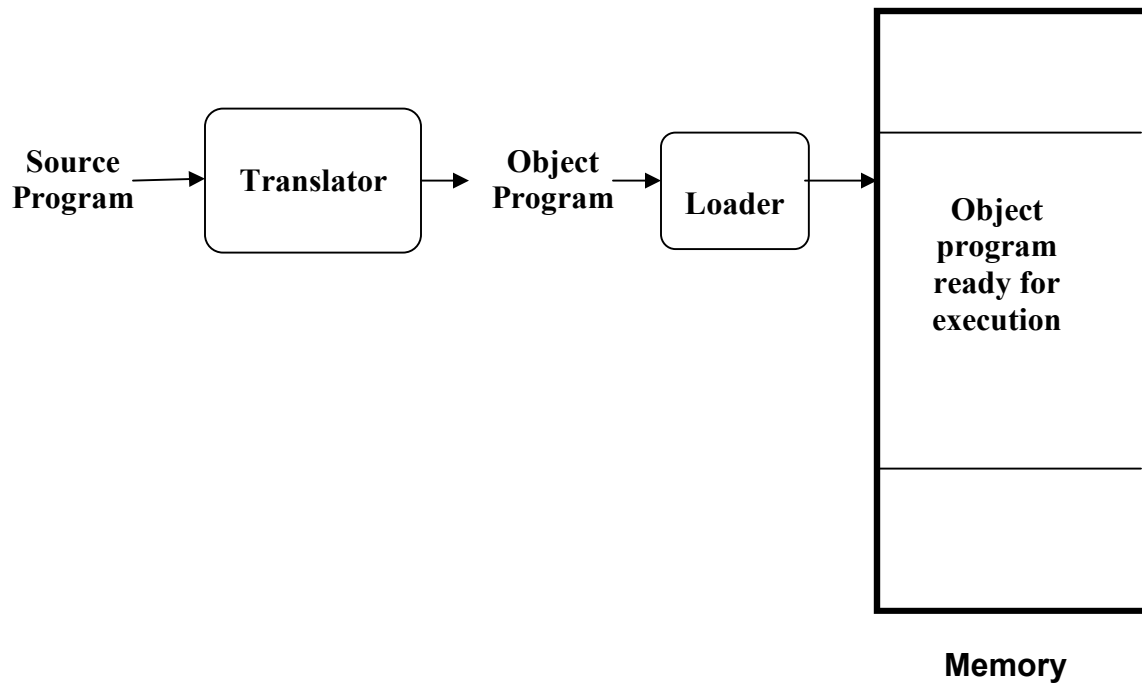 Source
Program
Translator
Object
Program
Loader
Object
program
ready for
execution
Memory